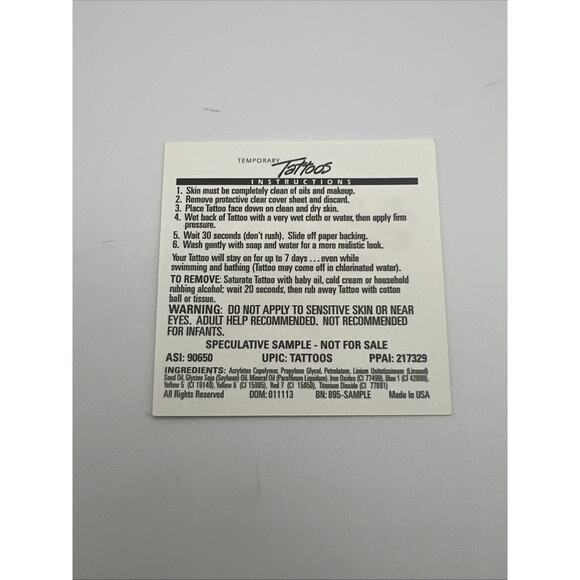 TEMPORARY Tattoos
INSTRUCTIONS
1. Skin must be completely clean of oils and makeup.
2. Remove protective clear cover sheet and discard.
3. Place Tattoo face down on clean and dry skin.
4. Wet back of Tattoo with a very wet cloth or water, then apply firm
pressure.
5. Wait 30 seconds (don't rush). Slide off paper backing.
6. Wash gently with soap and water for a more realistic look.
Your Tattoo will stay on for up to 7 days . . . even while
swimming and bathing (Tattoo may come off in chlorinated water).
TO REMOVE: Saturate Tattoo with baby oil, cold cream or household
rubbing alcohol; wait 20 seconds, then rub away Tattoo with cotton
ball or tissue.
WARNING: DO NOT APPLY TO SENSITIVE SKIN OR NEAR
EYES. ADULT HELP RECOMMENDED. NOT RECOMMENDED
FOR INFANTS.
SPECULATIVE SAMPLE - NOT FOR SALE
ASI: 90650 UPIC: TATTOOS PPAI: 217329
INGREDIENTS: Acrylates Copolymer, Propylene Glycol, Petrolatum, Linium Usitatissimum (Linseed)
Seed Oil, Glycine Soja (Soybean) Oil, Mineral Oil (Paraffinum Liquidum), Iron Oxides (CI 77499), Blue 1 (CI 42090),
Yellow 5 (CI 19140), Yellow 6 (CI 15985), Red 7 (CI 15850), Titanium Dioxide (CI 77891)
All Rights Reserved DOM: 011113 BN: 895-SAMPLE Made In USA